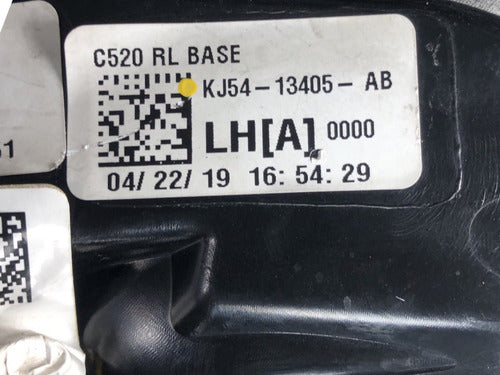 C520 RL BASE
KJ54-13405-AB
LH[A] 0000
04/22/19 16:54:29